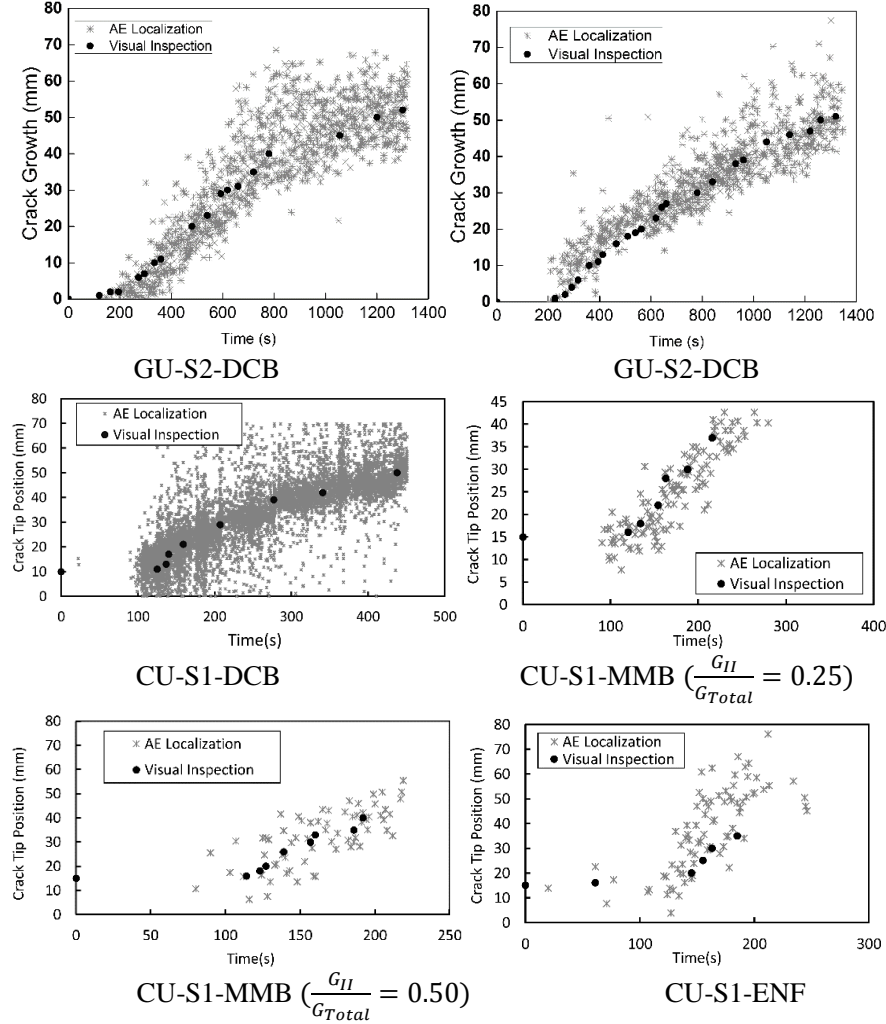 80
70
60
50
40
30
20
10
0
Crack Growth (mm)
AE Localization
Visual Inspection
0 200 400 600 800 1000 1200 1400
Time (s)
GU-S2-DCB
80
70
60
50
40
30
20
10
0
Crack Growth (mm)
AE Localization
Visual Inspection
0 200 400 600 800 1000 1200 1400
Time (s)
GU-S2-DCB
80
70
60
50
40
30
20
10
0
Crack Tip Position (mm)
AE Localization
Visual Inspection
0 100 200 300 400 500
Time(s)
CU-S1-DCB
45
40
35
30
25
20
15
10
5
0
Crack Tip Position (mm)
AE Localization
Visual Inspection
0 100 200 300 400
Time(s)
CU-S1-MMB (G_II/G_Total = 0.25)
80
70
60
50
40
30
20
10
0
Crack Tip Position (mm)
AE Localization
Visual Inspection
0 50 100 150 200 250
Time(s)
CU-S1-MMB (G_II/G_Total = 0.50)
80
70
60
50
40
30
20
10
0
Crack Tip Position (mm)
AE Localization
Visual Inspection
0 100 200 300
Time(s)
CU-S1-ENF